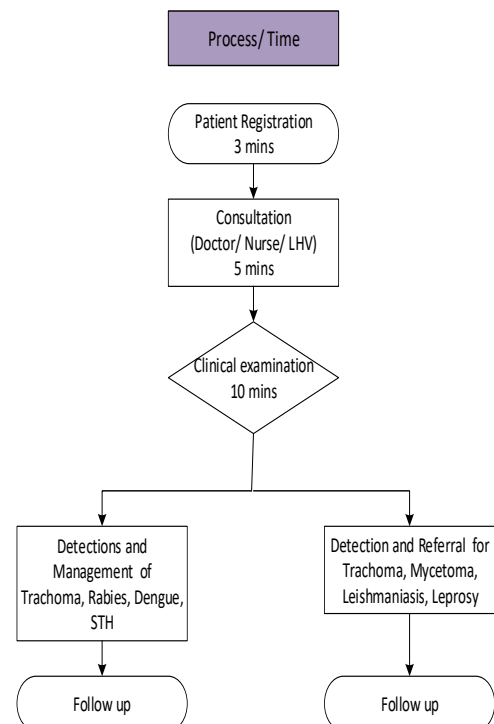 Process/ Time
Patient Registration
3 mins
Consultation
(Doctor/ Nurse/ LHV)
5 mins
Clinical examination
10 mins
Detections and
Management of
Trachoma, Rabies, Dengue,
STH
Detection and Referral for
Trachoma, Mycetoma,
Leishmaniasis, Leprosy
Follow up
Follow up